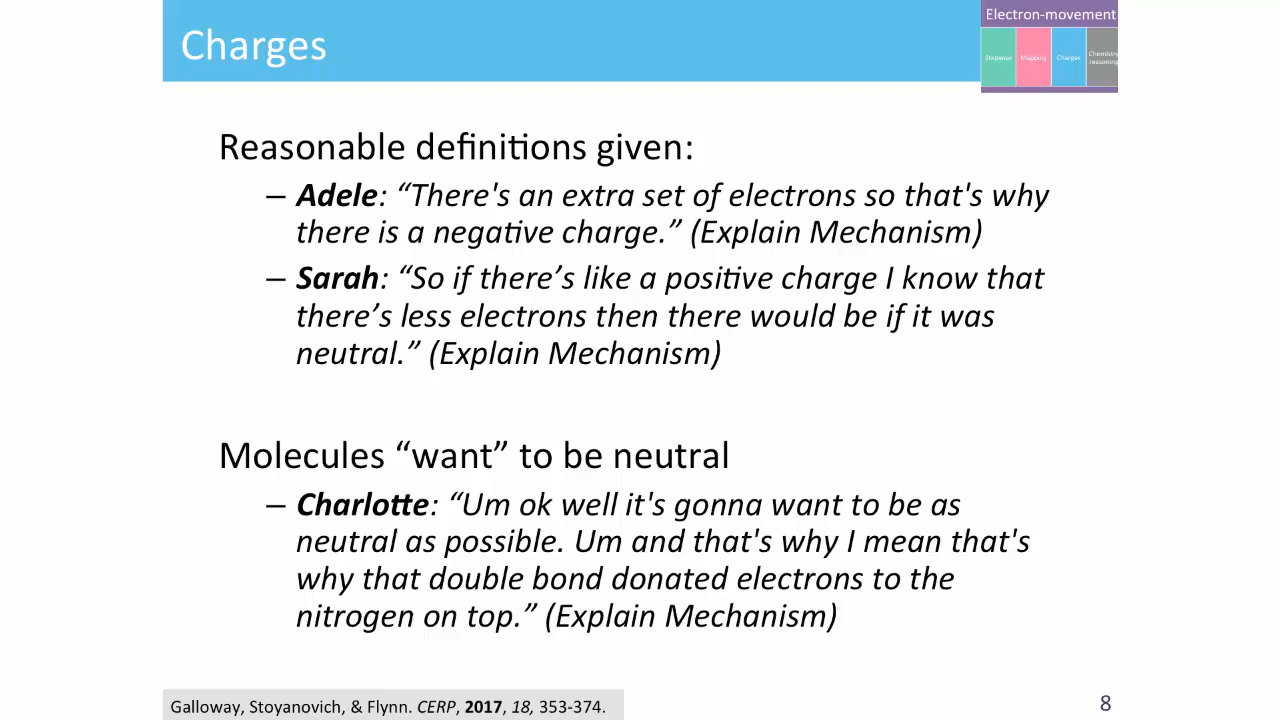 Charges
Electron-movement
Stepwise
Mapping
Charges
Chemistry
reasoning
Reasonable definitions given:
– Adele: “There's an extra set of electrons so that's why
there is a negative charge.” (Explain Mechanism)
– Sarah: “So if there’s like a positive charge I know that
there’s less electrons then there would be if it was
neutral.” (Explain Mechanism)
Molecules “want” to be neutral
– Charlotte: “Um ok well it's gonna want to be as
neutral as possible. Um and that's why I mean that's
why that double bond donated electrons to the
nitrogen on top.” (Explain Mechanism)
Galloway, Stoyanovich, & Flynn. CERP, 2017, 18, 353-374.
8